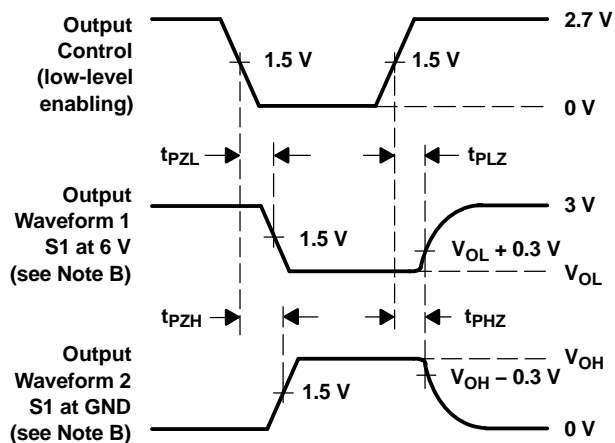 Output
Control
(low-level
enabling)
1.5 V
1.5 V
2.7 V
0 V
tPZL
tPLZ
Output
Waveform 1
S1 at 6 V
(see Note B)
1.5 V
3 V
VOL + 0.3 V
VOL
tPZH
tPHZ
Output
Waveform 2
S1 at GND
(see Note B)
1.5 V
VOH
VOH − 0.3 V
0 V